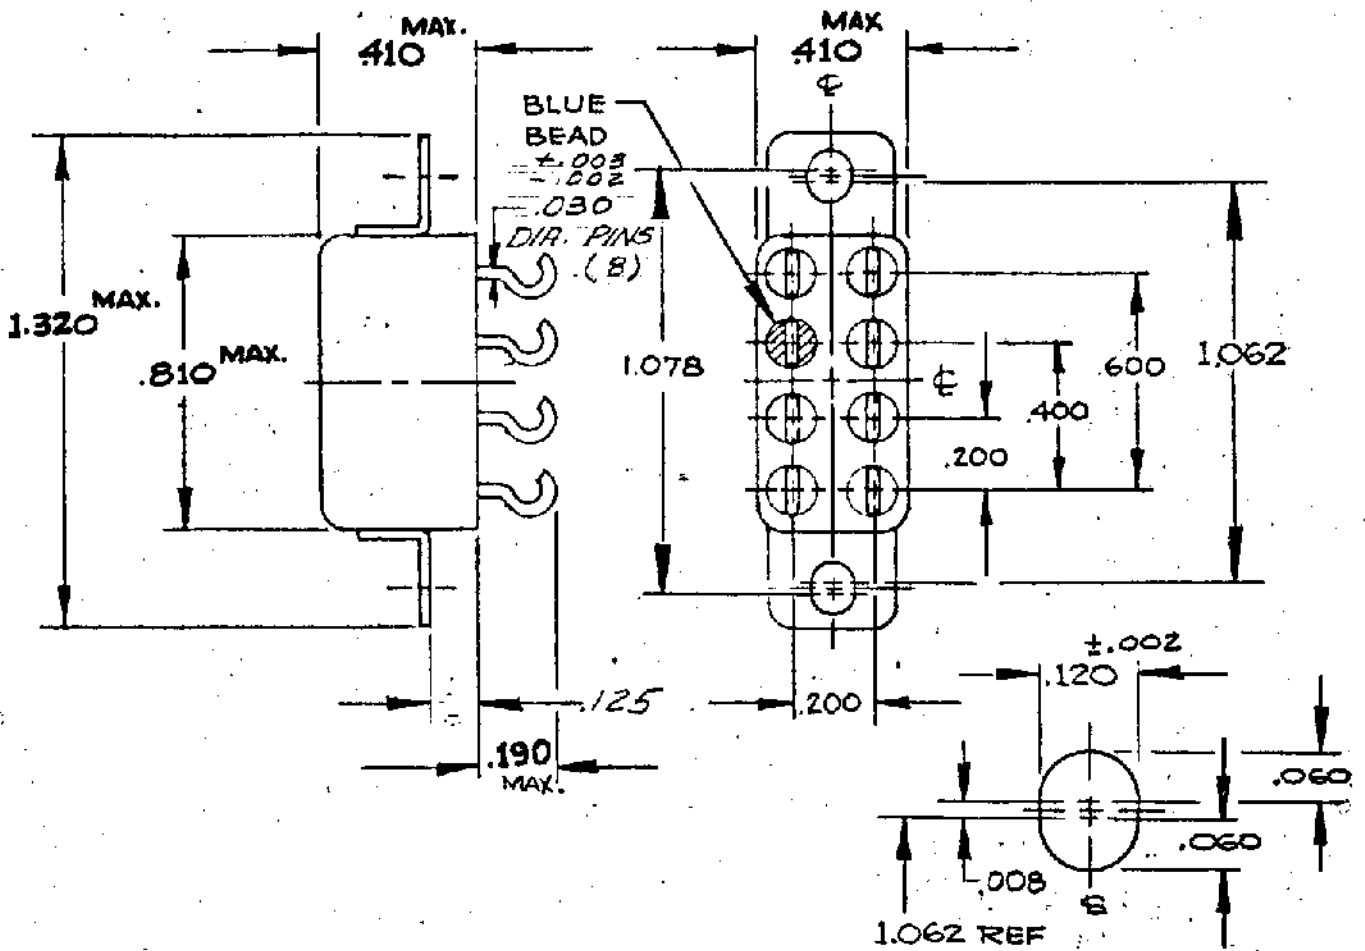 MAX.
.410
MAX
.410
℄
BLUE
BEAD
+.003
-.002
.030
DIA. PINS
(8)
MAX.
1.320
.810 MAX.
1.078
℄
.600
1.062
.400
.200
.125
.200
.190
MAX.
±.002
.120
.060
.060
.008
℄
1.062 REF